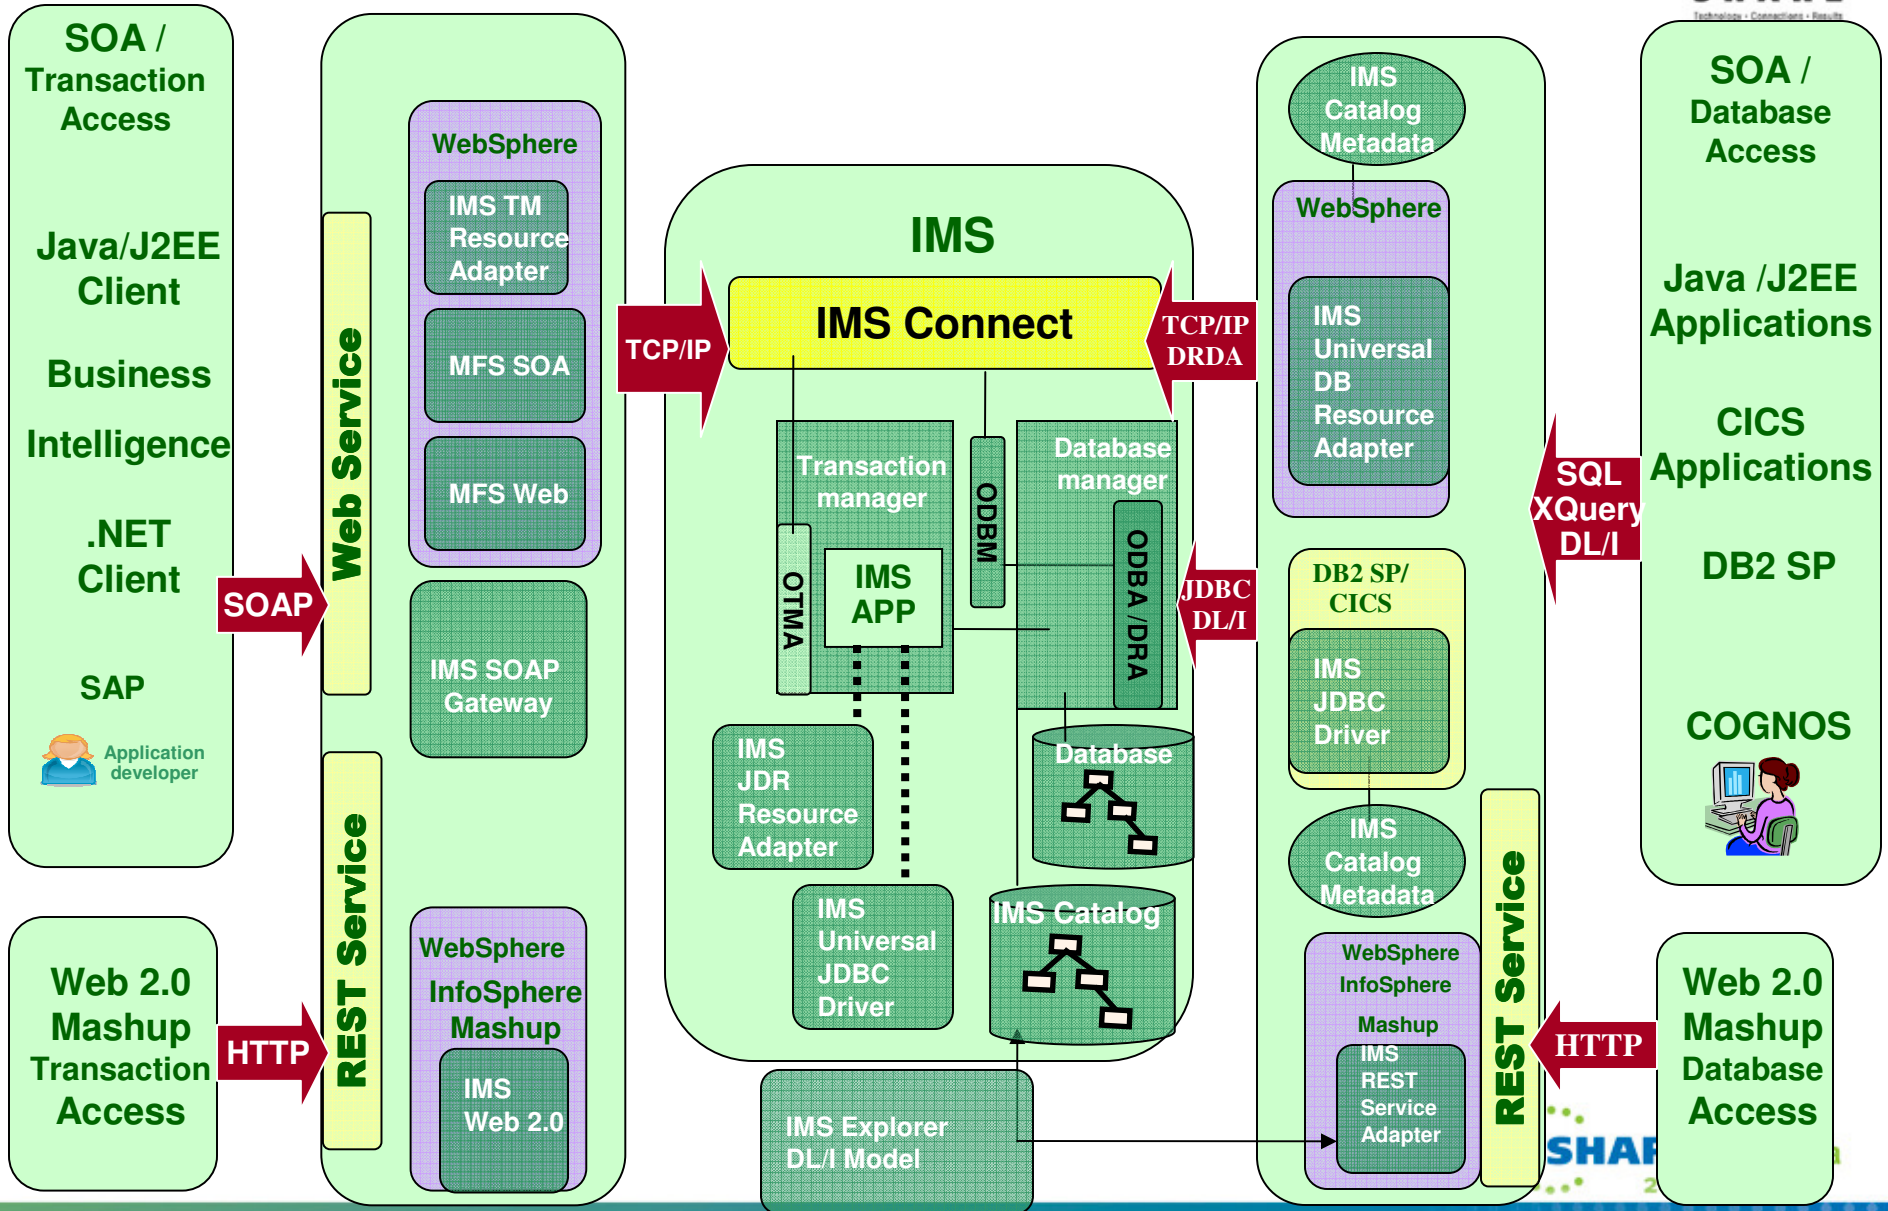 SOA /
Transaction
Access
Java/J2EE
Client
Business
Intelligence
.NET
Client
SAP
Application
developer
Web 2.0
Mashup
Transaction
Access
SOAP
HTTP
Web Service
REST Service
WebSphere
IMS TM
Resource
Adapter
MFS SOA
MFS Web
IMS SOAP
Gateway
WebSphere
InfoSphere
Mashup
IMS
Web 2.0
TCP/IP
IMS
IMS Connect
Transaction
manager
OTMA
IMS
APP
ODBM
Database
manager
ODBA /DRA
IMS
JDR
Resource
Adapter
IMS
Universal
JDBC
Driver
Database
IMS Catalog
IMS Explorer
DL/I Model
TCP/IP
DRDA
JDBC
DL/I
IMS
Catalog
Metadata
WebSphere
IMS
Universal
DB
Resource
Adapter
DB2 SP/
CICS
IMS
JDBC
Driver
IMS
Catalog
Metadata
WebSphere
InfoSphere
Mashup
IMS
REST
Service
Adapter
REST Service
SQL
XQuery
DL/I
HTTP
Technology · Connections · Results
SOA /
Database
Access
Java /J2EE
Applications
CICS
Applications
DB2 SP
COGNOS
Web 2.0
Mashup
Database
Access